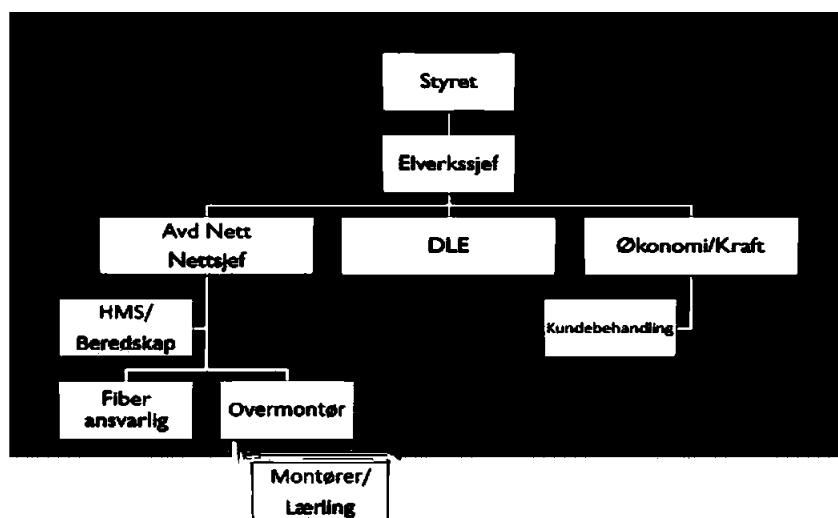 Styret
Elverkssjef
Avd Nett
Nettsjef
DLE
Økonomi/Kraft
HMS/
Beredskap
Kundebehandling
Fiber
ansvarlig
Overmontør
Montører/
Lærling